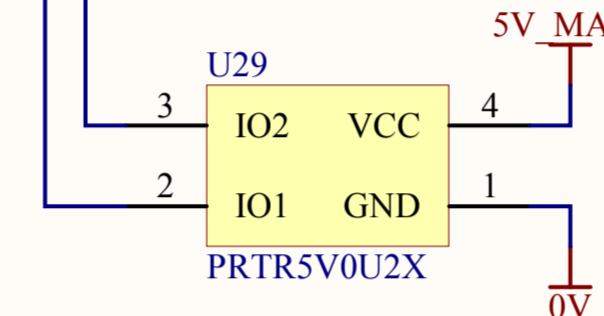 5V_MA
U29
3 IO2 VCC 4
2 IO1 GND 1
PRTR5V0U2X
0V